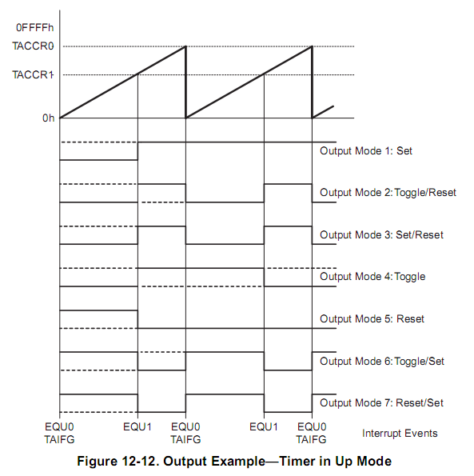 0FFFFh
TACCR0
TACCR1
0h
Output Mode 1: Set
Output Mode 2:Toggle/Reset
Output Mode 3: Set/Reset
Output Mode 4:Toggle
Output Mode 5: Reset
Output Mode 6:Toggle/Set
Output Mode 7: Reset/Set
EQU0 EQU1 EQU0 EQU1 EQU0
TAIFG TAIFG TAIFG
Interrupt Events
Figure 12-12. Output Example—Timer in Up Mode